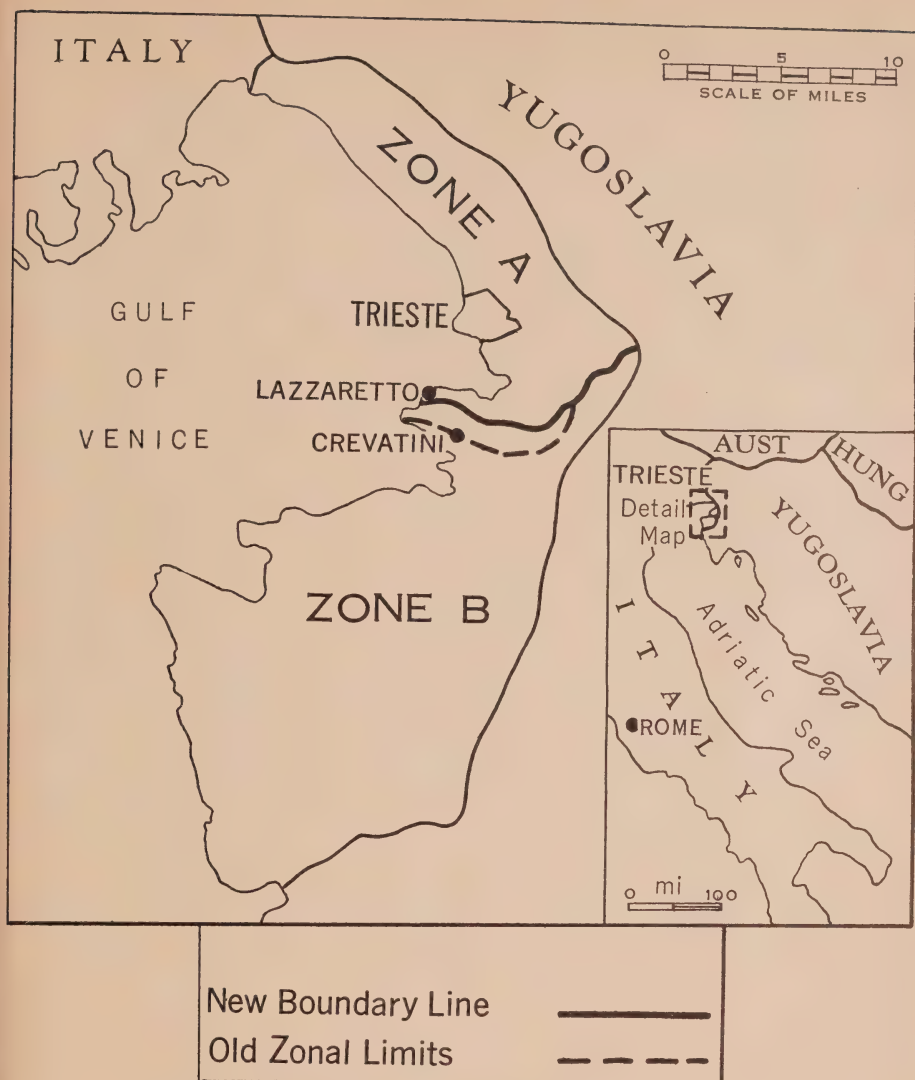 ITALY
0 5 10
SCALE OF MILES
YUGOSLAVIA
ZONE A
GULF
OF
VENICE
TRIESTE
LAZZARETTO
CREVATINI
ZONE B
AUST
HUNG
TRIESTE
Detail
Map
YUGOSLAVIA
ITALY
Adriatic Sea
ROME
0 mi 100
New Boundary Line
Old Zonal Limits